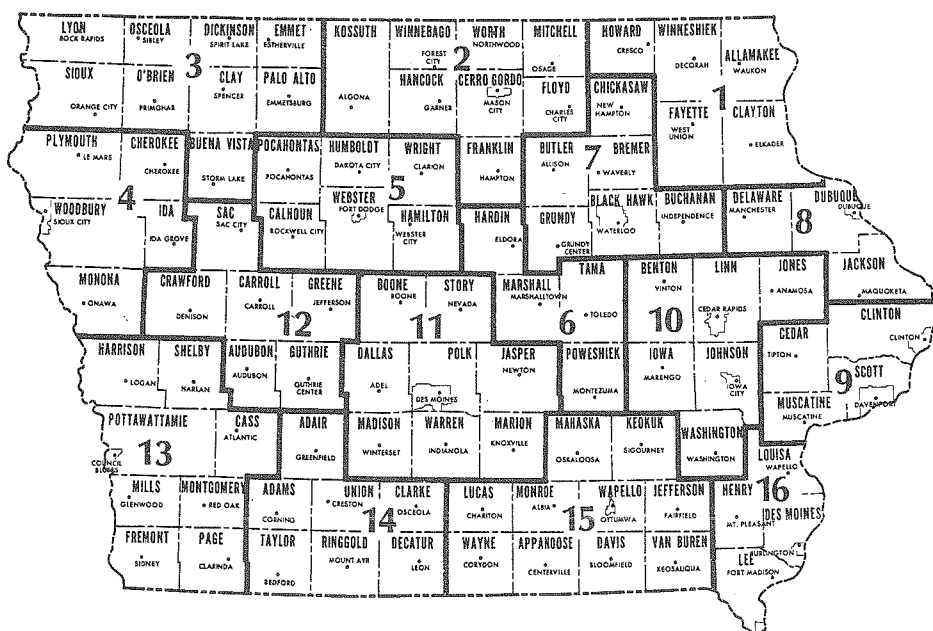 LYON
ROCK RAPIDS
OSCEOLA
SIBLEY
DICKINSON
SPIRIT LAKE
EMMET
ESTHERVILLE
KOSSUTH
ALGONA
WINNEBAGO
FOREST
CITY
WORTH
NORTHWOOD
MITCHELL
OSAGE
HOWARD
CRESCO
WINNESHIEK
DECORAH
ALLAMAKEE
WAUKON
3
2
1
SIOUX
ORANGE CITY
O'BRIEN
PRIMGHAR
CLAY
SPENCER
PALO ALTO
EMMETSBURG
HANCOCK
GARNER
CERRO GORDO
MASON
CITY
FLOYD
CHARLES
CITY
CHICKASAW
NEW
HAMPTON
FAYETTE
WEST
UNION
CLAYTON
ELKADER
PLYMOUTH
LE MARS
CHEROKEE
CHEROKEE
BUENA VISTA
STORM LAKE
POCAHONTAS
POCAHONTAS
HUMBOLDT
DAKOTA CITY
WRIGHT
CLARION
FRANKLIN
HAMPTON
BUTLER
ALLISON
BREMER
WAVERLY
4
5
7
WOODBURY
SIOUX CITY
IDA
IDA GROVE
SAC
SAC CITY
CALHOUN
ROCKWELL CITY
WEBSTER
FORT DODGE
HAMILTON
WEBSTER
CITY
HARDIN
ELDORA
GRUNDY
GRUNDY
CENTER
BLACK HAWK
WATERLOO
BUCHANAN
INDEPENDENCE
DELAWARE
MANCHESTER
DUBUQUE
DUBUQUE
8
MONONA
ONAWA
CRAWFORD
DENISON
CARROLL
CARROLL
GREENE
JEFFERSON
BOONE
BOONE
STORY
NEVADA
MARSHALL
MARSHALLTOWN
TAMA
TOLEDO
BENTON
VINTON
LINN
CEDAR RAPIDS
JONES
ANAMOSA
JACKSON
MAQUOKETA
12
11
6
10
CLINTON
CLINTON
HARRISON
LOGAN
SHELBY
HARLAN
AUDUBON
AUDUBON
GUTHRIE
GUTHRIE
CENTER
DALLAS
ADEL
POLK
DES MOINES
JASPER
NEWTON
POWESHIEK
MONTEZUMA
IOWA
MARENGO
JOHNSON
IOWA
CITY
CEDAR
TIPTON
SCOTT
DAVENPORT
9
MUSCATINE
MUSCATINE
POTTAWATTAMIE
COUNCIL
BLUFFS
13
CASS
ATLANTIC
ADAIR
GREENFIELD
MADISON
WINTERSET
WARREN
INDIANOLA
MARION
KNOXVILLE
MAHASKA
OSKALOOSA
KEOKUK
SIGOURNEY
WASHINGTON
WASHINGTON
LOUISA
WAPELLO
MILLS
GLENWOOD
MONTGOMERY
RED OAK
ADAMS
CORNING
UNION
CRESTON
CLARKE
OSCEOLA
LUCAS
CHARITON
MONROE
ALBIA
WAPELLO
OTTUMWA
JEFFERSON
FAIRFIELD
HENRY
MT. PLEASANT
DES MOINES
BURLINGTON
14
15
16
FREMONT
SIDNEY
PAGE
CLARINDA
TAYLOR
BEDFORD
RINGGOLD
MOUNT AYR
DECATUR
LEON
WAYNE
CORYDON
APPANOOSE
CENTERVILLE
DAVIS
BLOOMFIELD
VAN BUREN
KEOSAUQUA
LEE
FORT MADISON